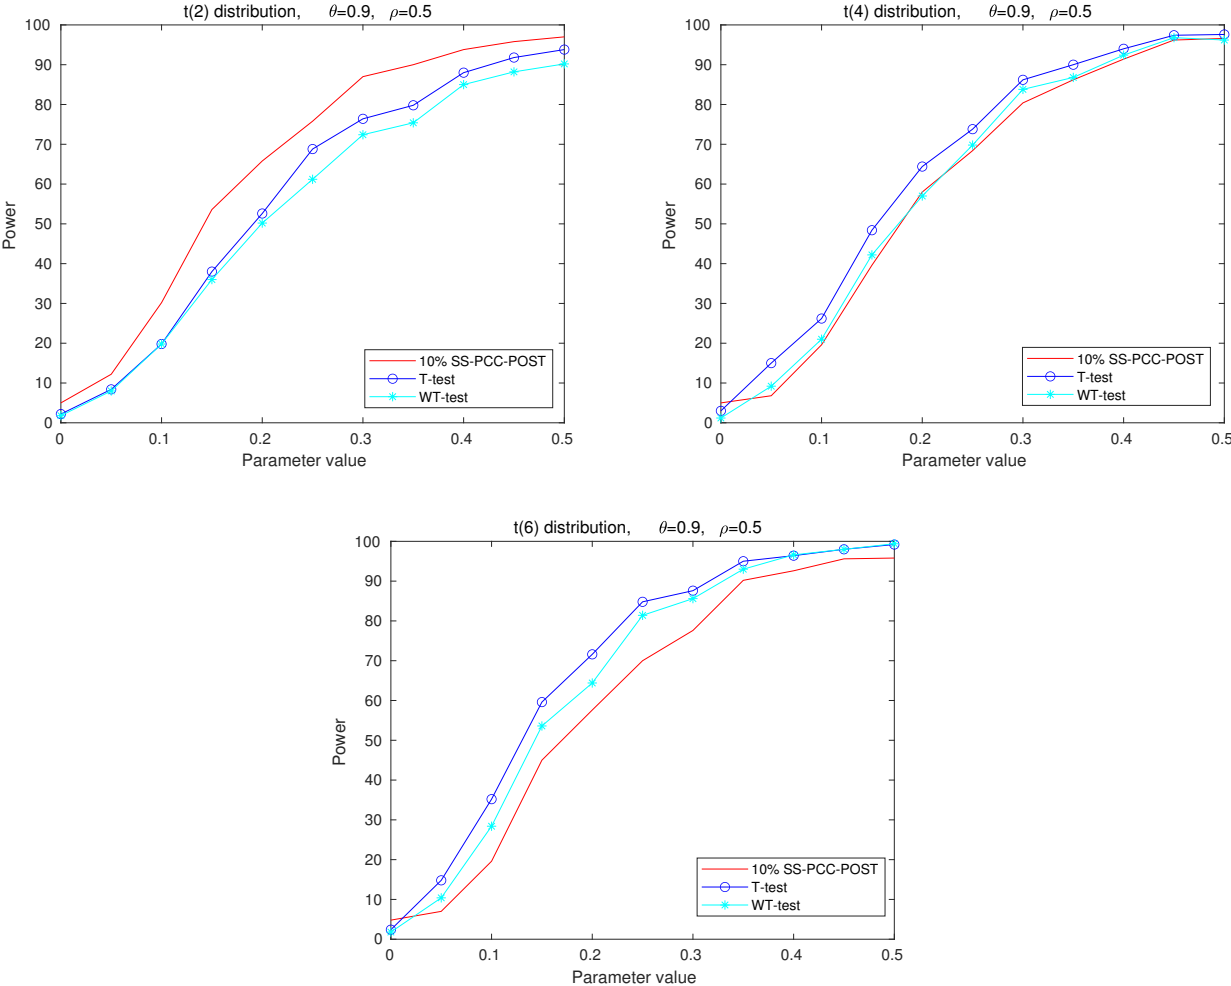 t(2) distribution, θ=0.9, ρ=0.5
100
90
80
70
60
50
40
30
20
10
0
Power
10% SS-PCC-POST
T-test
WT-test
0 0.1 0.2 0.3 0.4 0.5
Parameter value
t(4) distribution, θ=0.9, ρ=0.5
100
90
80
70
60
50
40
30
20
10
0
Power
10% SS-PCC-POST
T-test
WT-test
0 0.1 0.2 0.3 0.4 0.5
Parameter value
t(6) distribution, θ=0.9, ρ=0.5
100
90
80
70
60
50
40
30
20
10
0
Power
10% SS-PCC-POST
T-test
WT-test
0 0.1 0.2 0.3 0.4 0.5
Parameter value